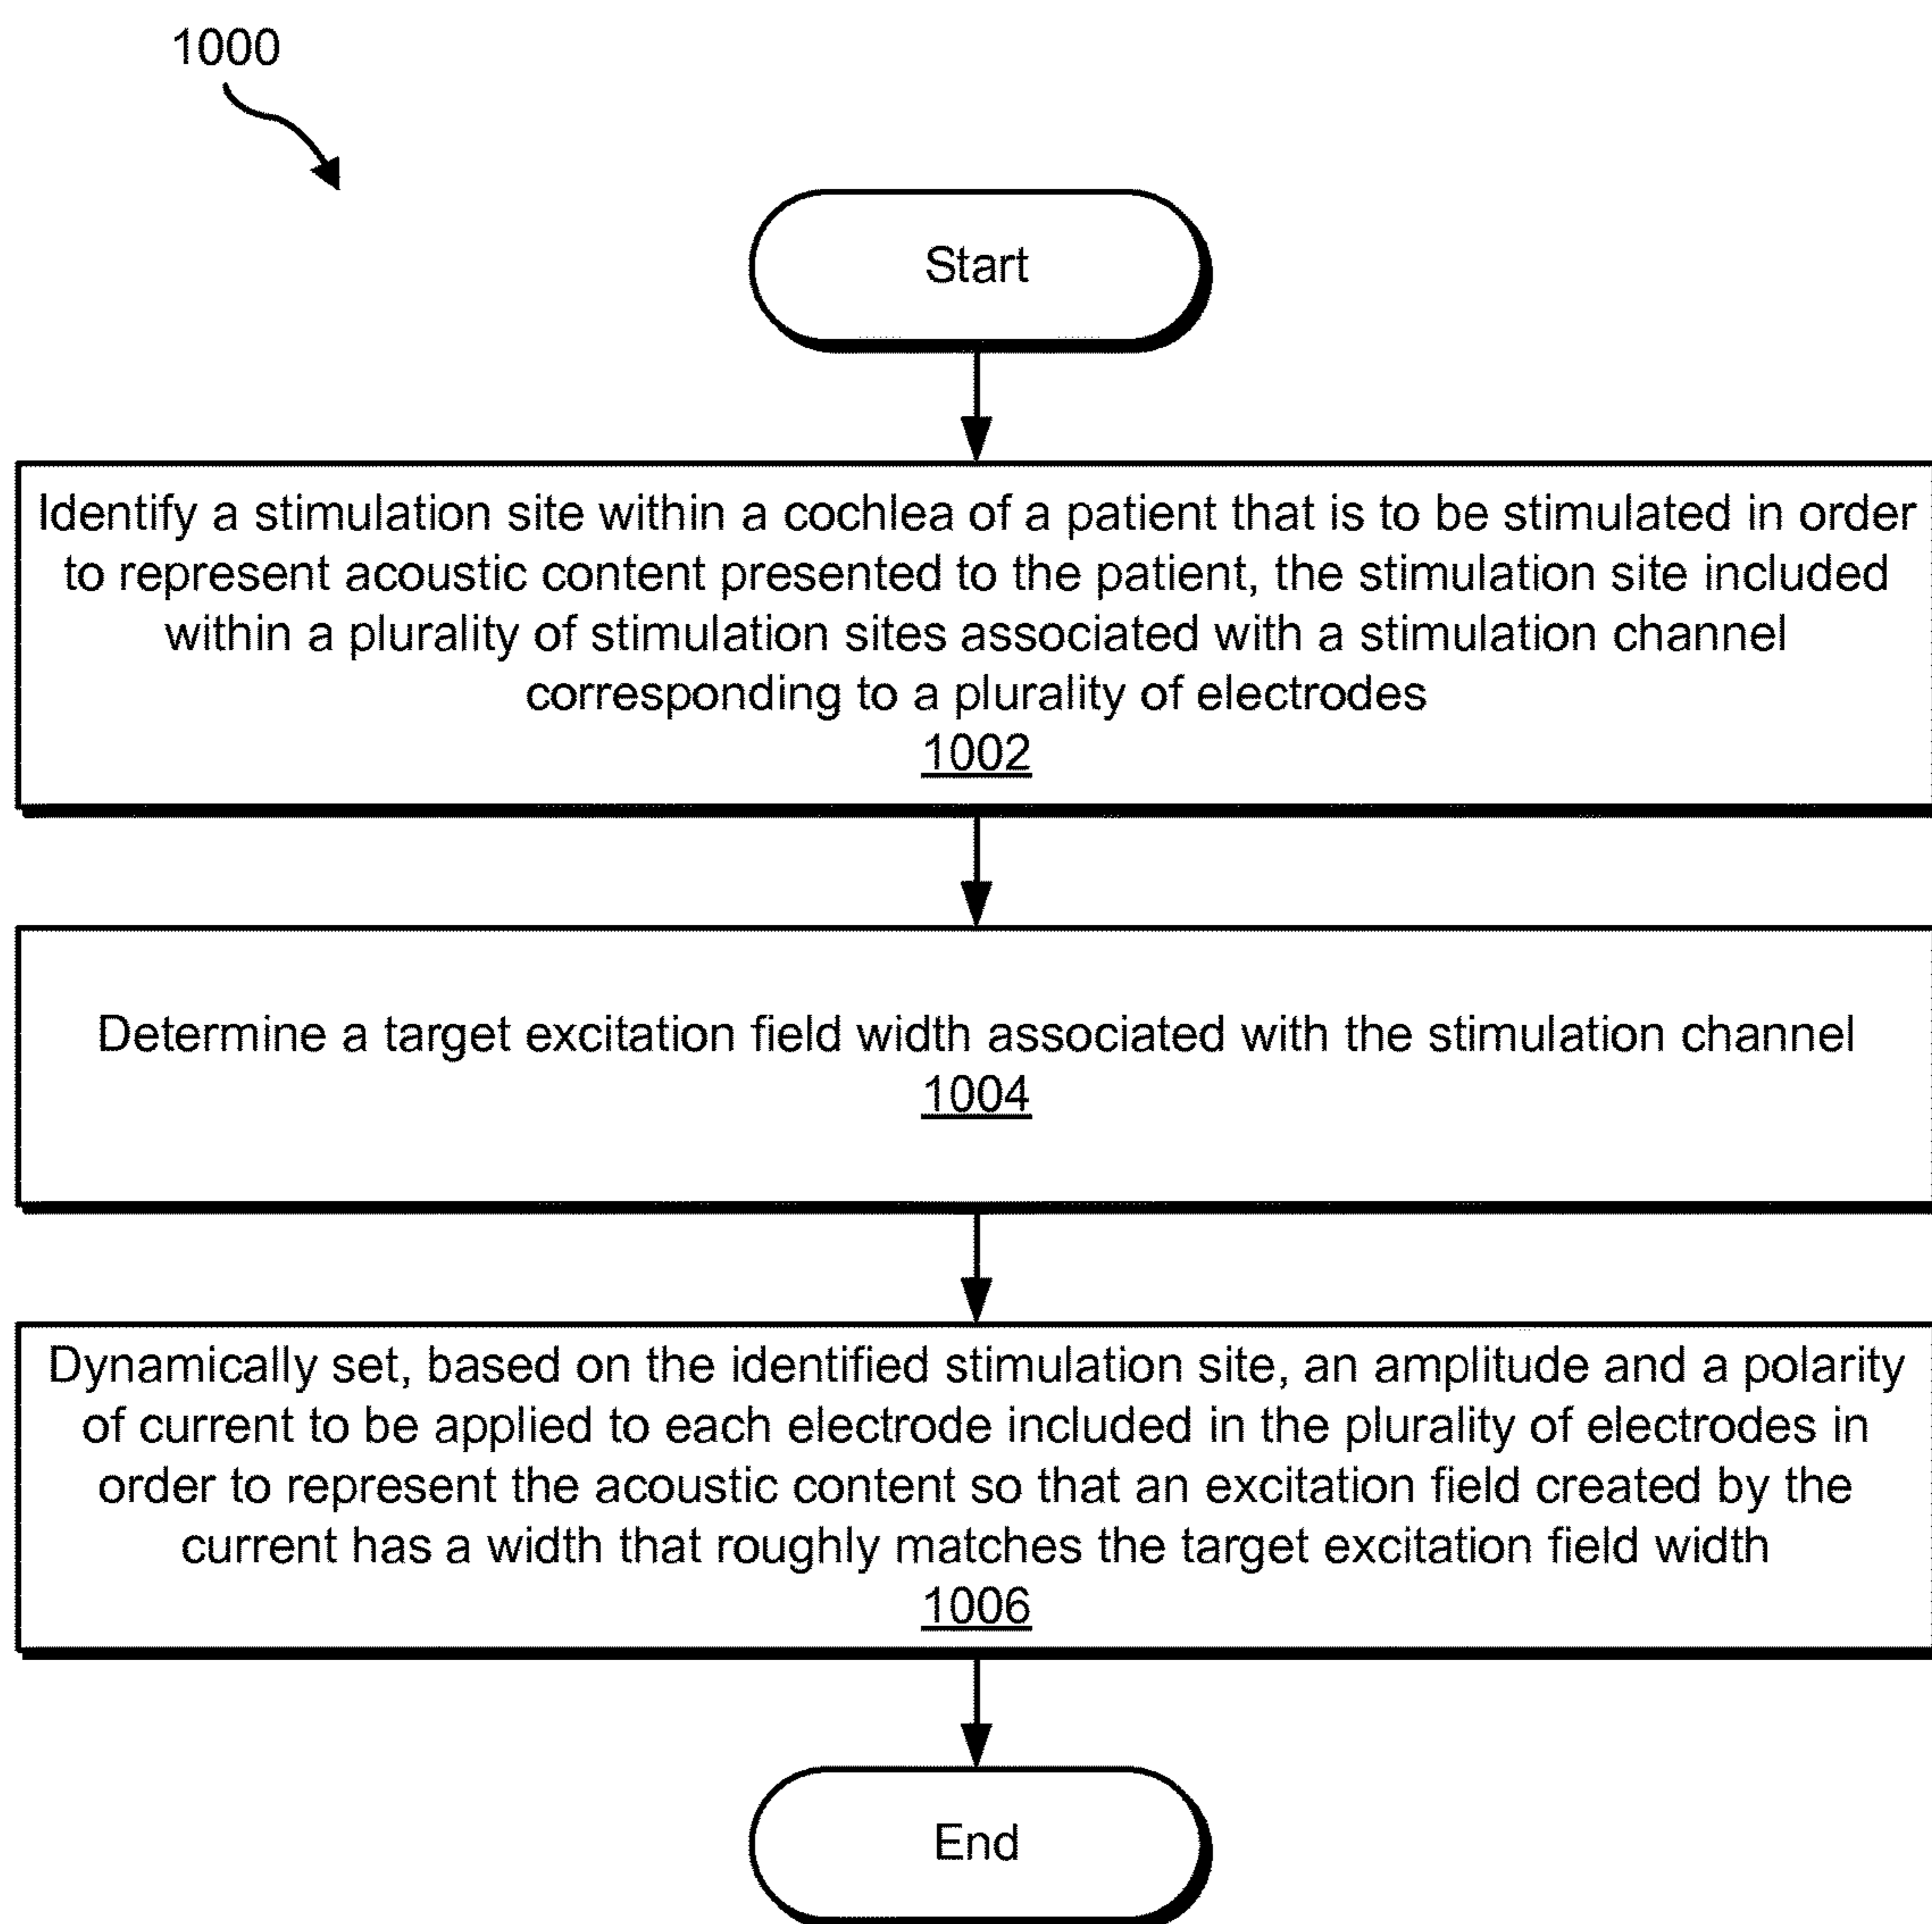 1000
Start
Identify a stimulation site within a cochlea of a patient that is to be stimulated in order
to represent acoustic content presented to the patient, the stimulation site included
within a plurality of stimulation sites associated with a stimulation channel
corresponding to a plurality of electrodes
1002
Determine a target excitation field width associated with the stimulation channel
1004
Dynamically set, based on the identified stimulation site, an amplitude and a polarity
of current to be applied to each electrode included in the plurality of electrodes in
order to represent the acoustic content so that an excitation field created by the
current has a width that roughly matches the target excitation field width
1006
End